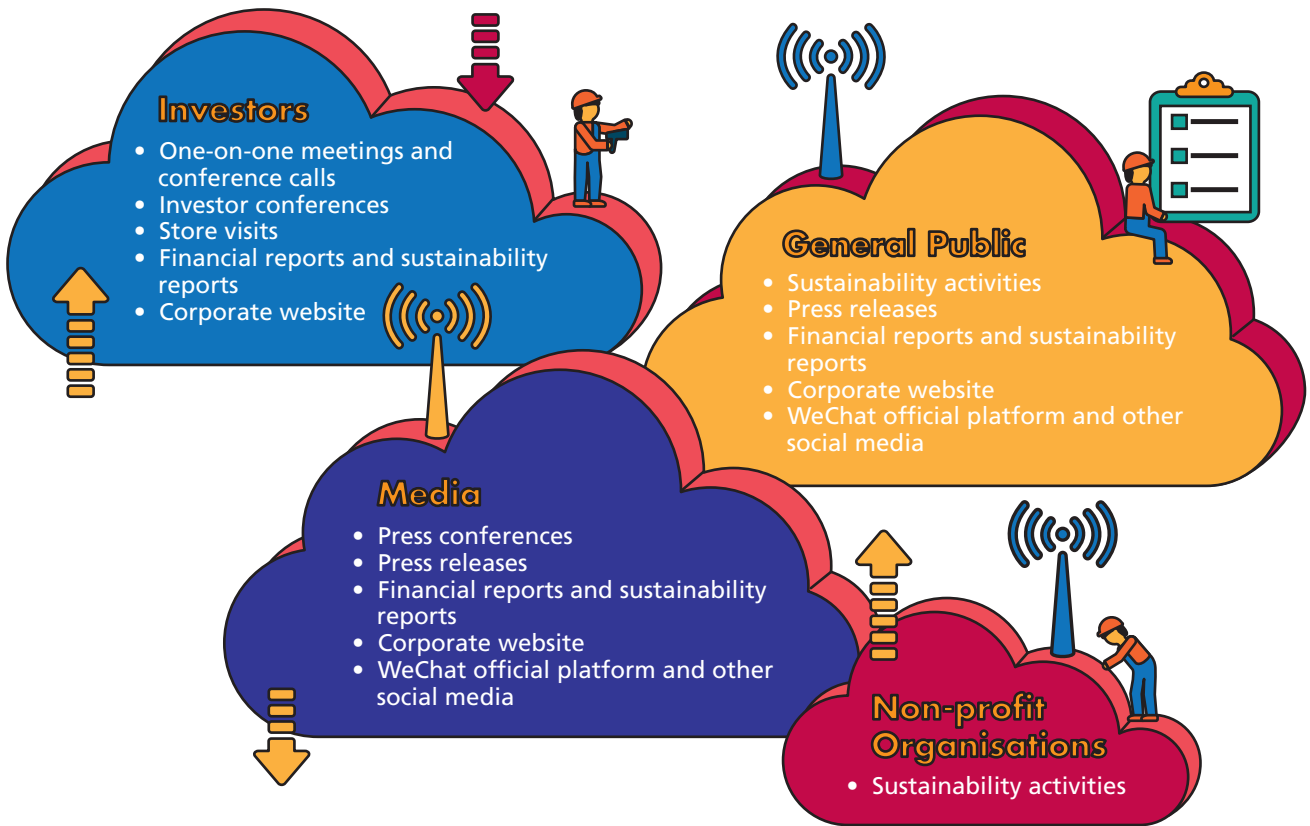 Investors
• One-on-one meetings and
conference calls
• Investor conferences
• Store visits
• Financial reports and sustainability
reports
• Corporate website
General Public
• Sustainability activities
• Press releases
• Financial reports and sustainability
reports
• Corporate website
• WeChat official platform and other
social media
Media
• Press conferences
• Press releases
• Financial reports and sustainability
reports
• Corporate website
• WeChat official platform and other
social media
Non-profit
Organisations
• Sustainability activities